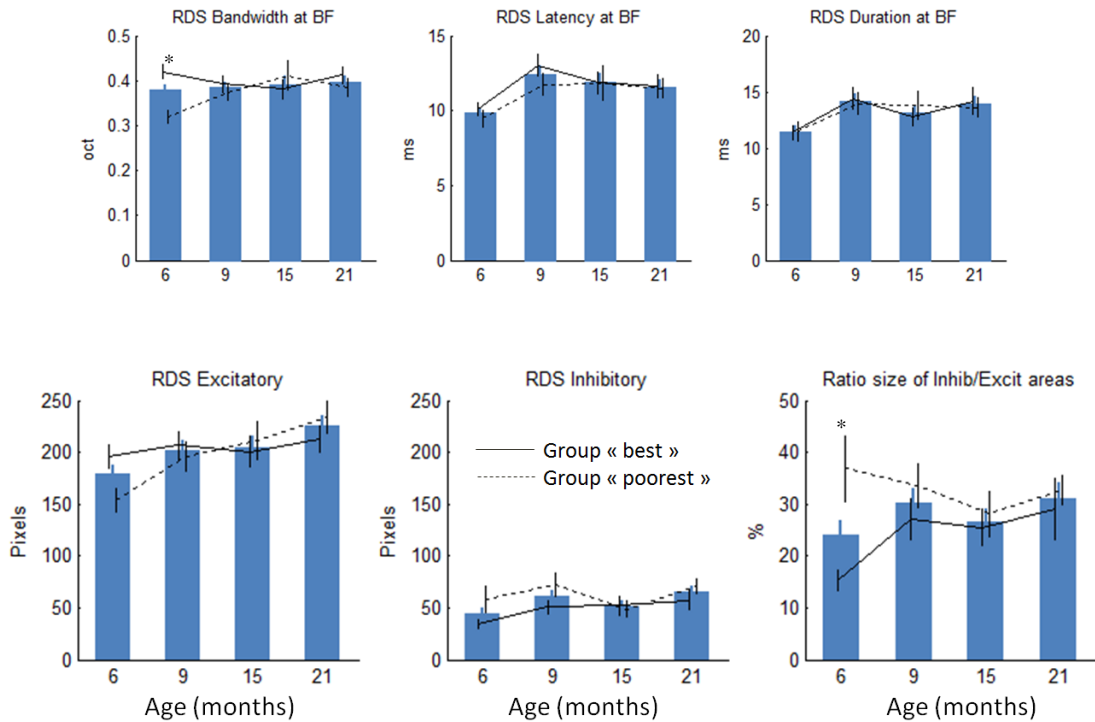 RDS Bandwidth at BF
0.5
0.4
0.3
0.2
0.1
0
oct
*
6 9 15 21
RDS Latency at BF
15
10
5
0
ms
6 9 15 21
RDS Duration at BF
20
15
10
5
0
ms
6 9 15 21
RDS Excitatory
250
200
150
100
50
0
Pixels
6 9 15 21
Age (months)
RDS Inhibitory
250
200
150
100
50
0
Pixels
Group « best »
Group « poorest »
6 9 15 21
Age (months)
Ratio size of Inhib/Excit areas
50
40
30
20
10
0
%
*
6 9 15 21
Age (months)